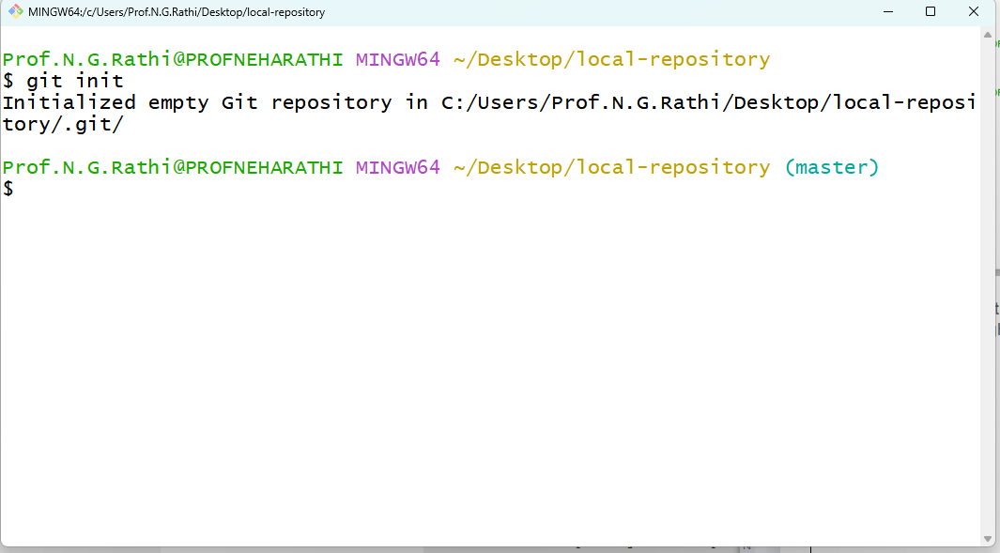 MINGW64:/c/Users/Prof.N.G.Rathi/Desktop/local-repository
Prof.N.G.Rathi@PROFNEHARATHI MINGW64 ~/Desktop/local-repository
$ git init
Initialized empty Git repository in C:/Users/Prof.N.G.Rathi/Desktop/local-reposi
tory/.git/
Prof.N.G.Rathi@PROFNEHARATHI MINGW64 ~/Desktop/local-repository (master)
$